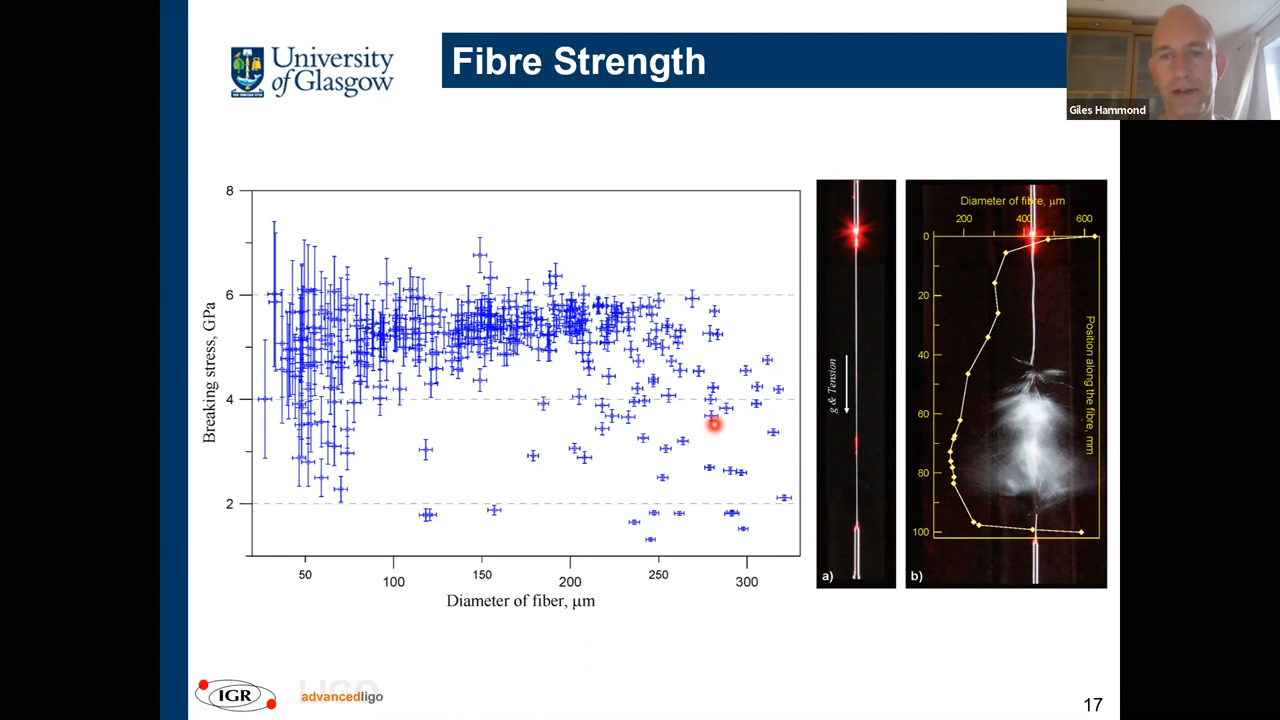 University
of Glasgow
Fibre Strength
Giles Hammond
8
6
4
2
Breaking stress, GPa
50
100
150
200
250
300
Diameter of fiber, µm
g & Tension
a)
Diameter of fibre, µm
200
400
600
0
20
40
60
80
100
Position along the fibre, mm
b)
IGR
LIGO
advancedligo
17